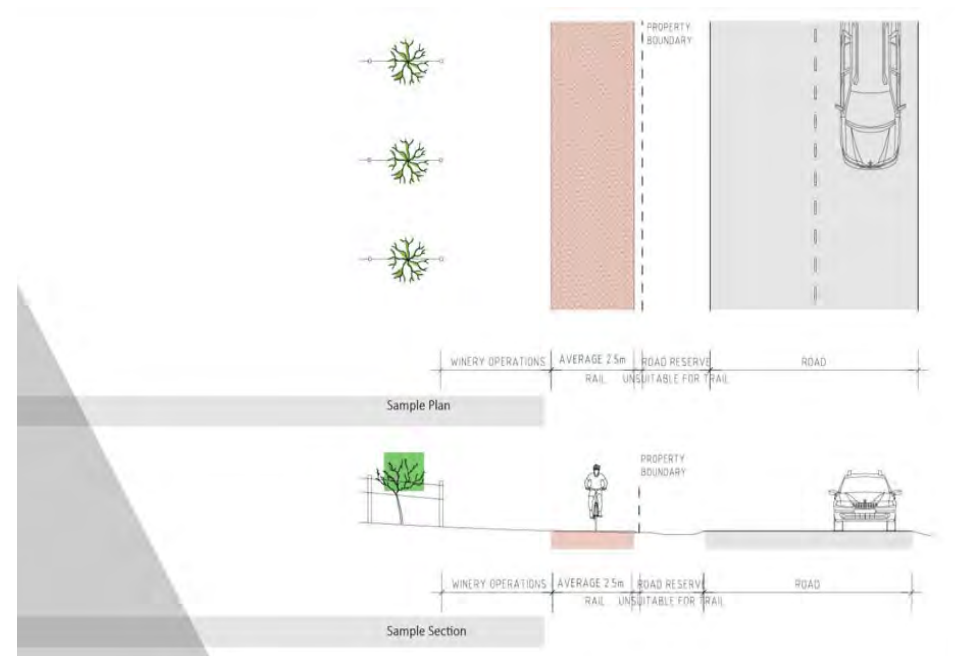 PROPERTY
BOUNDARY
WINERY OPERATIONS
AVERAGE 2.5m
ROAD RESERVE
ROAD
RAIL
UNSUITABLE FOR TRAIL
Sample Plan
PROPERTY
BOUNDARY
WINERY OPERATIONS
AVERAGE 2.5m
ROAD RESERVE
ROAD
RAIL
UNSUITABLE FOR TRAIL
Sample Section